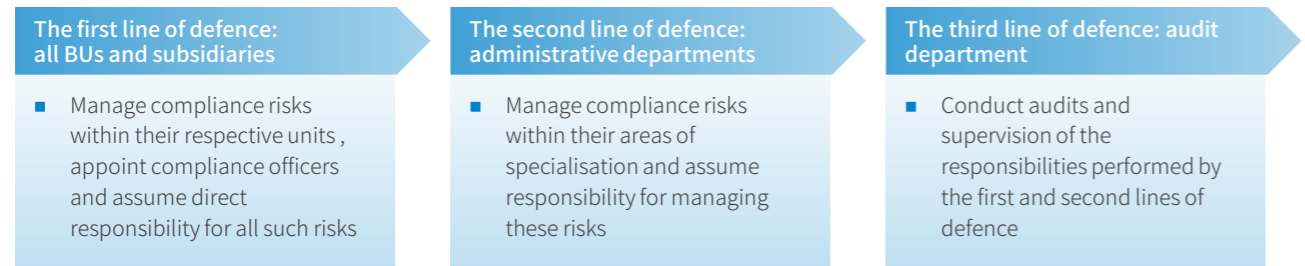 The first line of defence:
all BUs and subsidiaries
■ Manage compliance risks
within their respective units ,
appoint compliance officers
and assume direct
responsibility for all such risks
The second line of defence:
administrative departments
■ Manage compliance risks
within their areas of
specialisation and assume
responsibility for managing
these risks
The third line of defence: audit
department
■ Conduct audits and
supervision of the
responsibilities performed by
the first and second lines of
defence